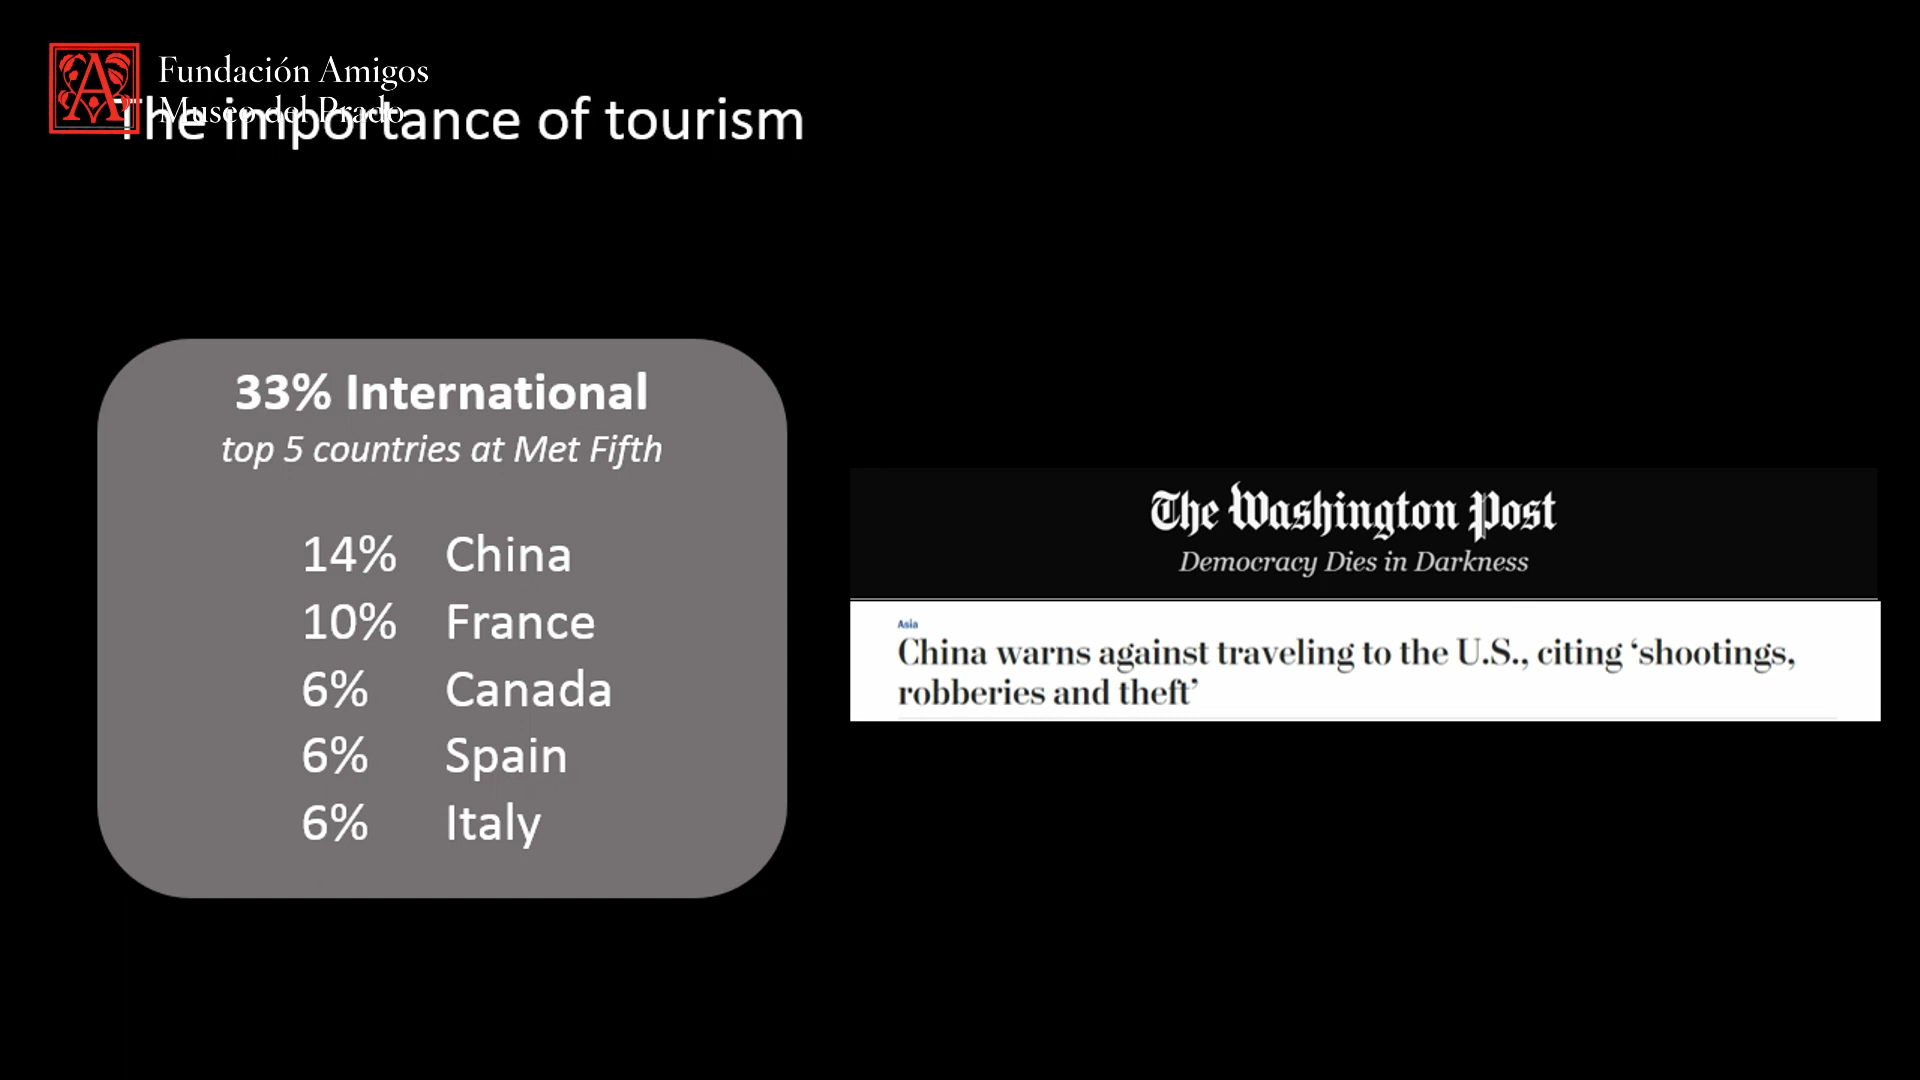 Fundación Amigos
Museo del Prado
The importance of tourism
33% International
top 5 countries at Met Fifth
14% China
10% France
6% Canada
6% Spain
6% Italy
The Washington Post
Democracy Dies in Darkness
Asia
China warns against traveling to the U.S., citing ‘shootings,
robberies and theft’